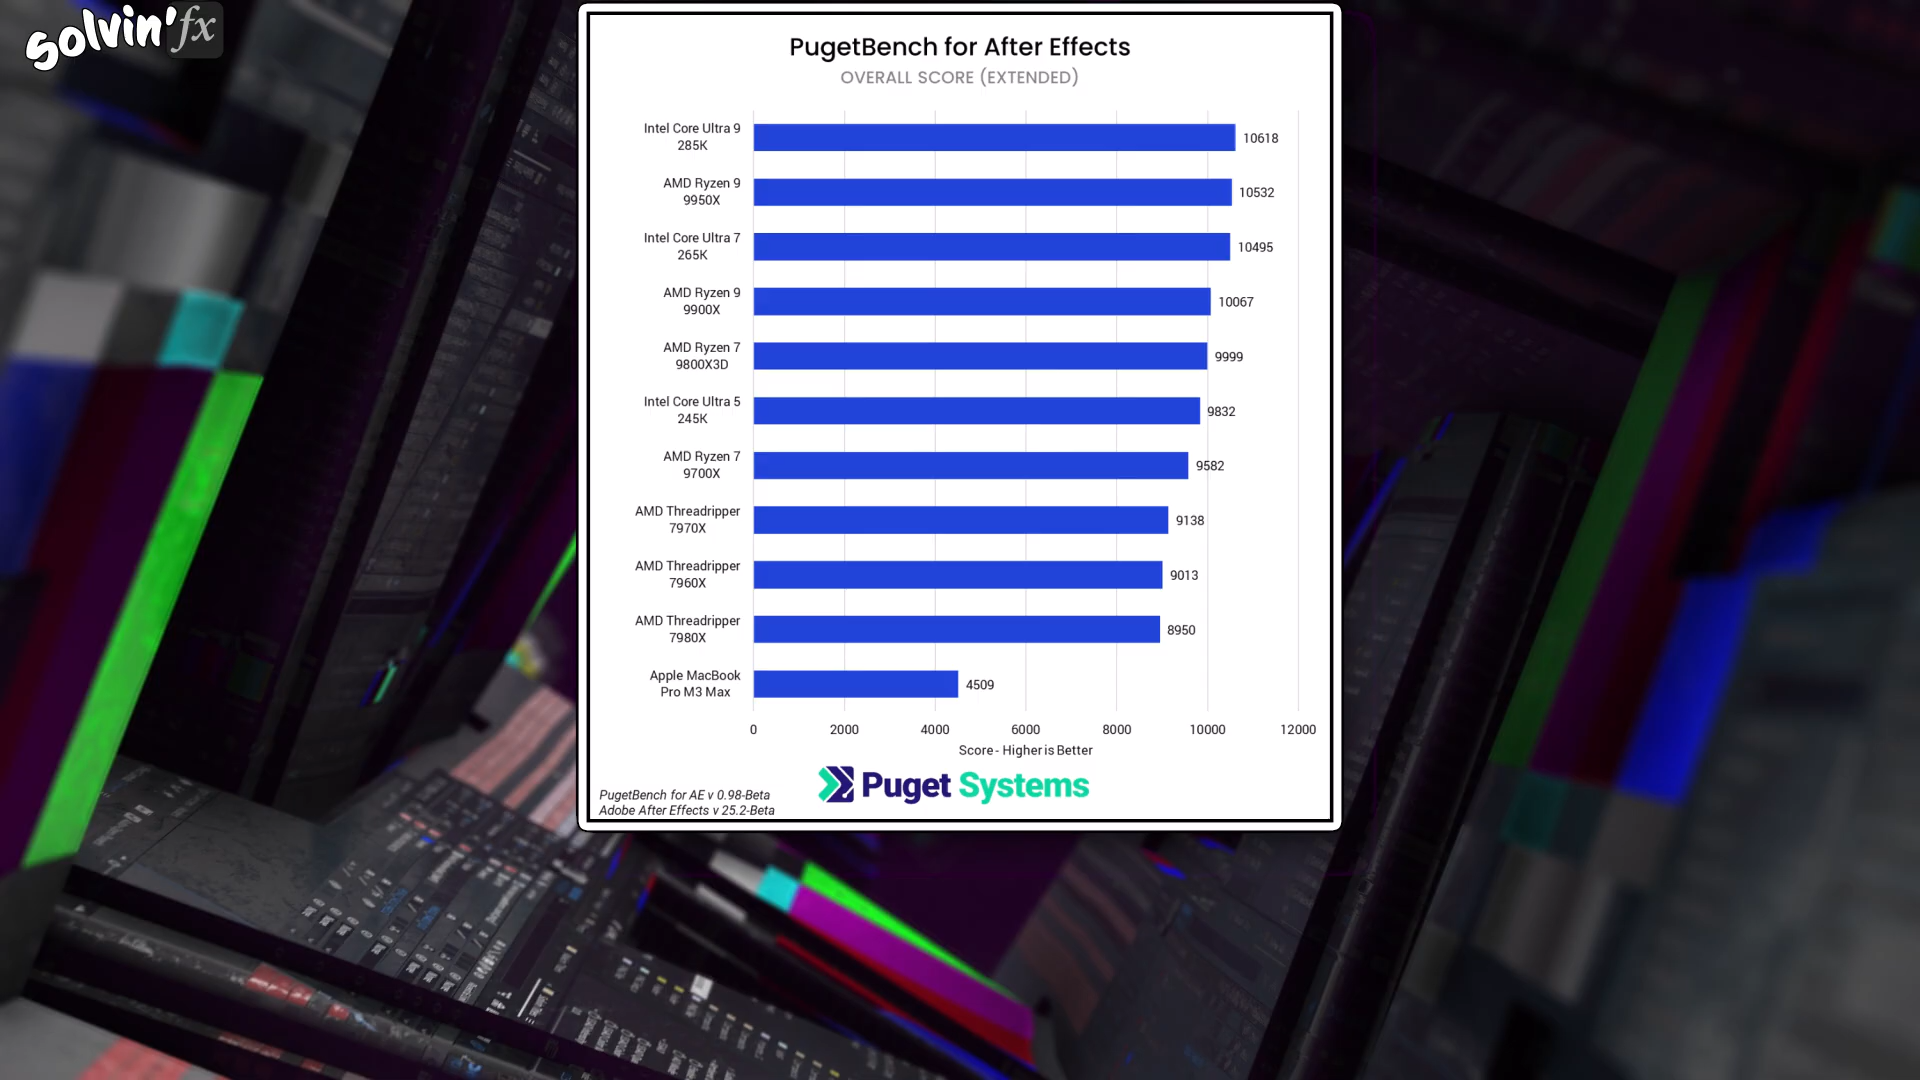 solvin'fx
PugetBench for After Effects
OVERALL SCORE (EXTENDED)
Intel Core Ultra 9
285K
10618
AMD Ryzen 9
9950X
10532
Intel Core Ultra 7
265K
10495
AMD Ryzen 9
9900X
10067
AMD Ryzen 7
9800X3D
9999
Intel Core Ultra 5
245K
9832
AMD Ryzen 7
9700X
9582
AMD Threadripper
7970X
9138
AMD Threadripper
7960X
9013
AMD Threadripper
7980X
8950
Apple MacBook
Pro M3 Max
4509
0 2000 4000 6000 8000 10000 12000
Score - Higher is Better
Puget Systems
PugetBench for AE v 0.98-Beta
Adobe After Effects v 25.2-Beta